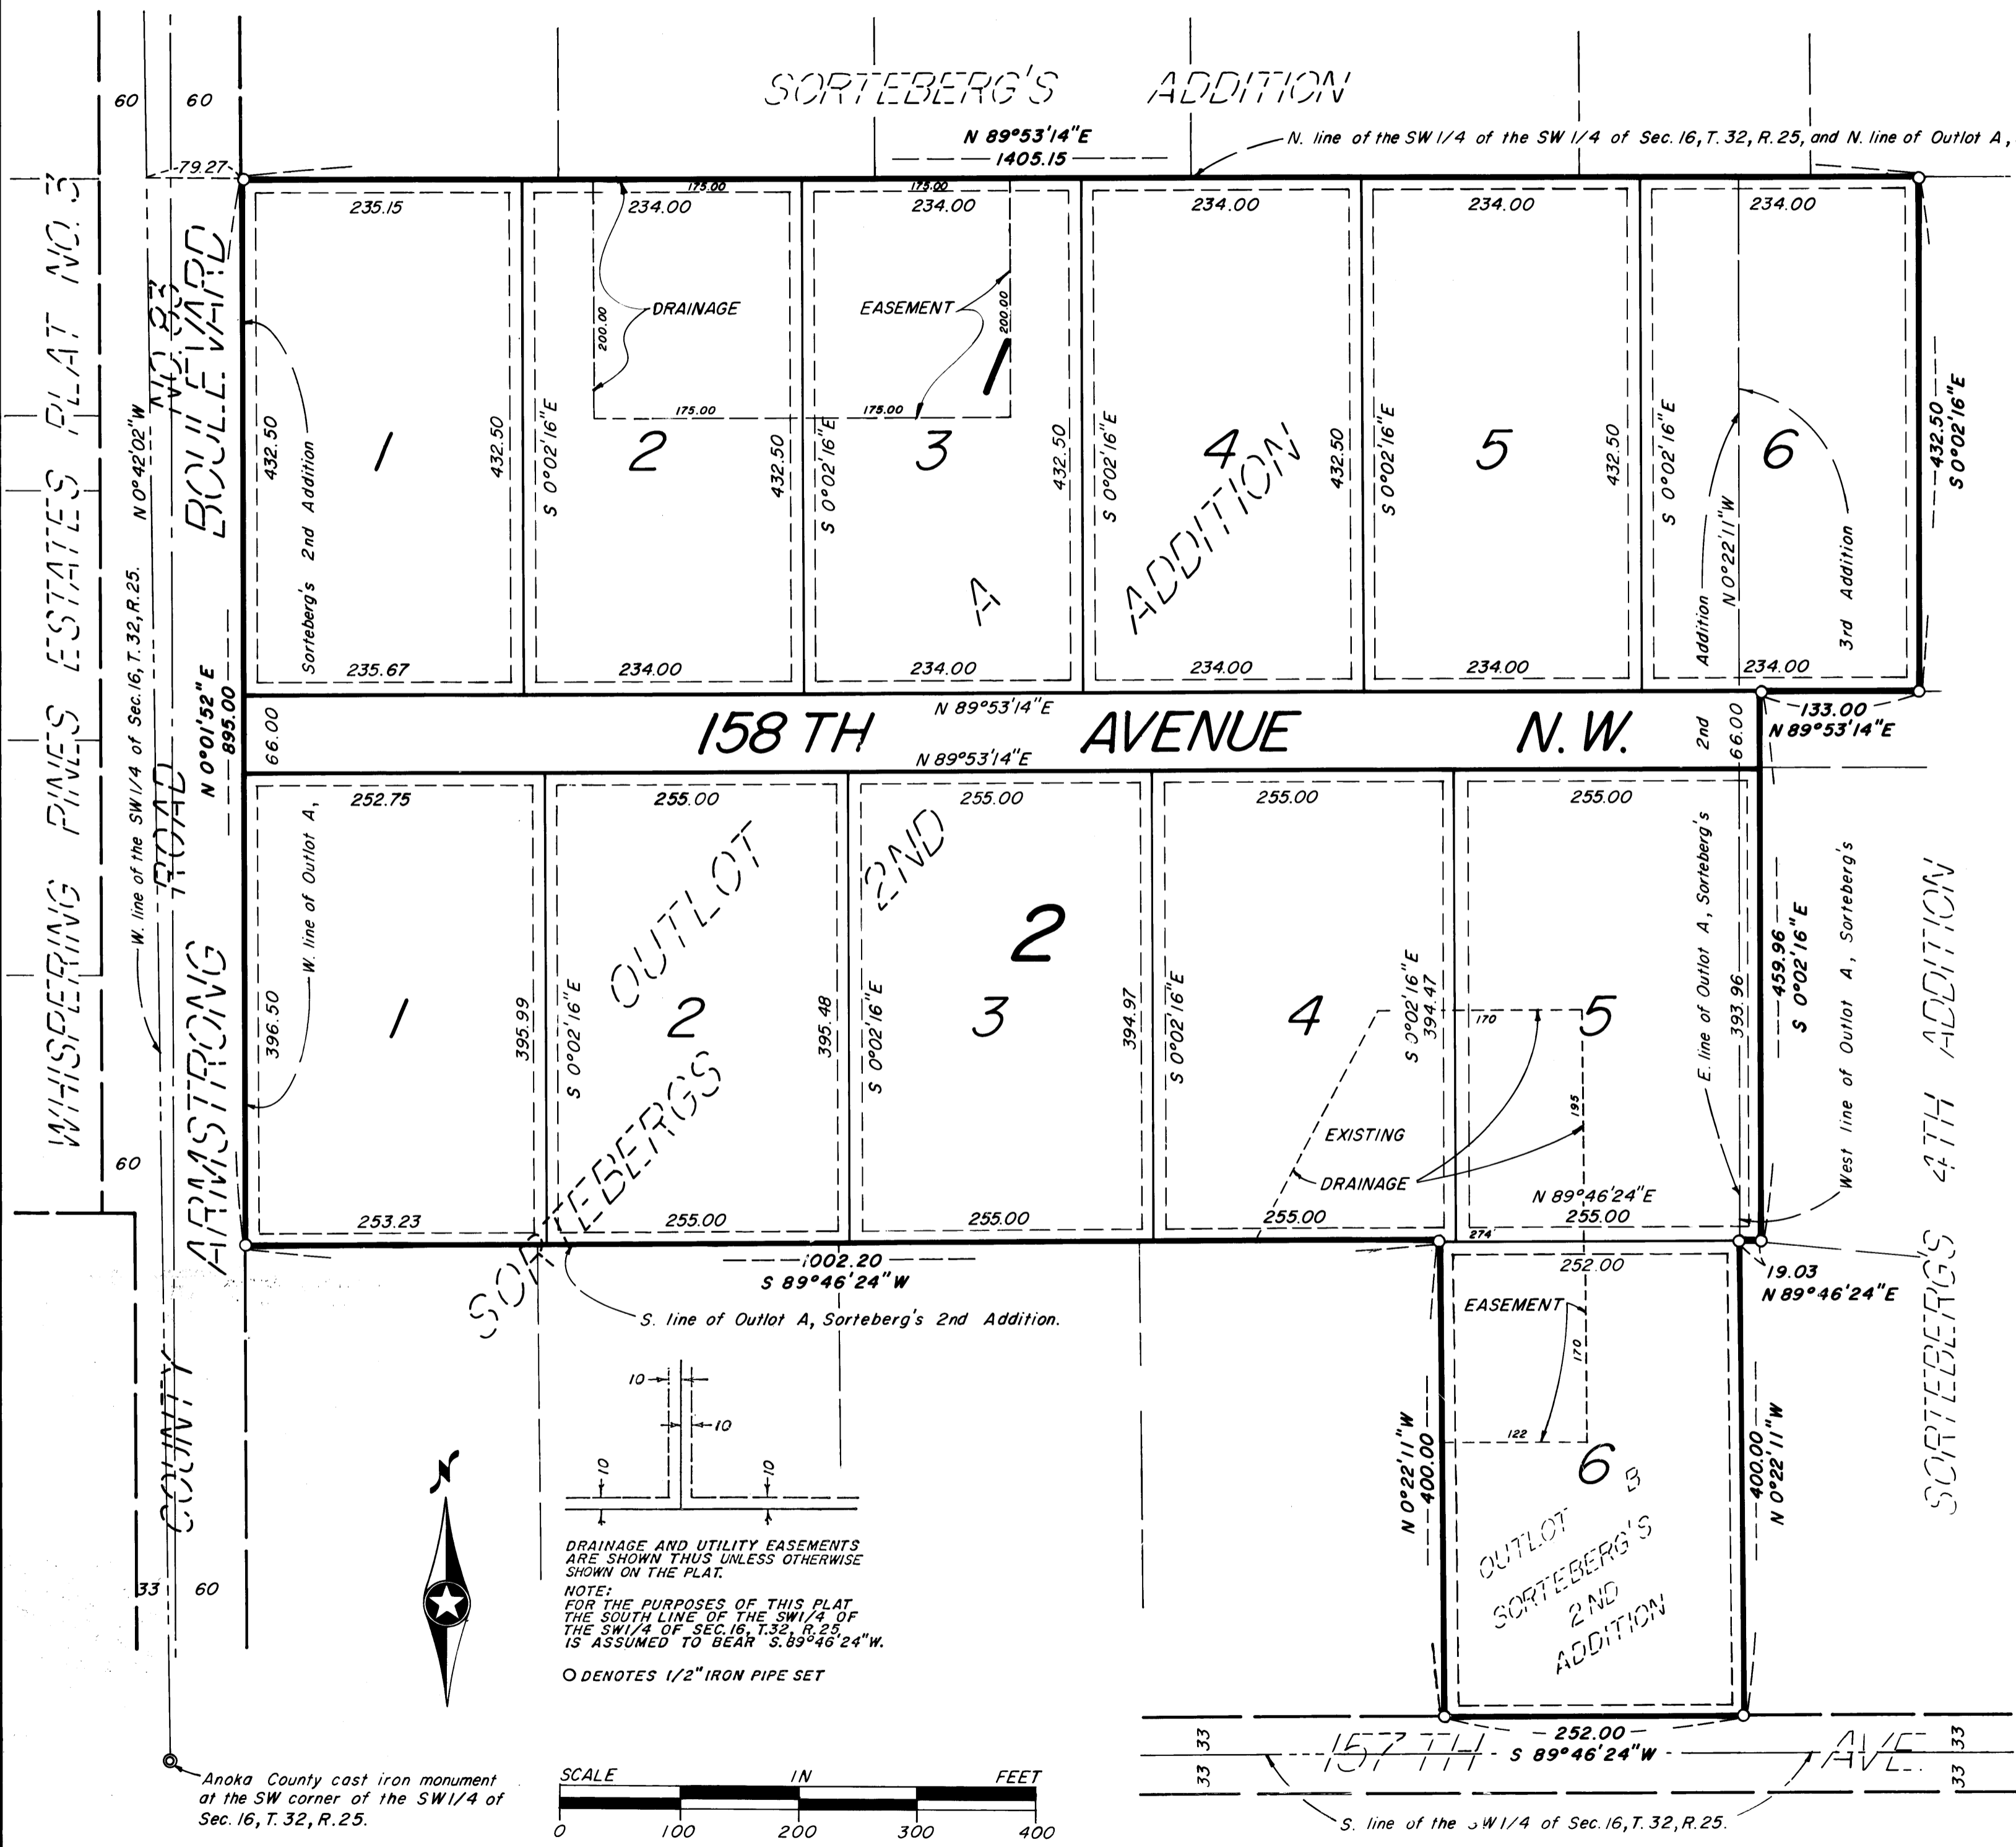 SORTEBERG'S ADDITION
60 60
N 89°53'14"E
1405.15
N. line of the SW 1/4 of the SW 1/4 of Sec. 16, T. 32, R. 25, and N. line of Outlot A,
79.27
WHISPERING PINES ESTATES PLAT NO. 3
COUNTY ROAD NO. 83
ARMSTRONG BOULEVARD
W. line of the SW 1/4 of Sec. 16, T. 32, R. 25.
N 0°42'02"W
N 0°01'52"E
895.00
175.00 175.00
235.15 234.00 234.00 234.00 234.00 234.00
DRAINAGE EASEMENT
200.00 200.00
175.00 175.00
1
1 2 3 4 5 6
432.50 432.50 432.50 432.50 432.50 432.50
S 0°02'16"E S 0°02'16"E S 0°02'16"E S 0°02'16"E S 0°02'16"E
432.50
S 0°02'16"E
Sorteberg's 2nd Addition
A
ADDITION
N 0°22'11"W
Addition
3rd Addition
235.67 234.00 234.00 234.00 234.00 234.00
N 89°53'14"E
66.00
158 TH AVENUE N. W.
2nd
66.00
133.00
N 89°53'14"E
N 89°53'14"E
252.75 255.00 255.00 255.00 255.00
W. line of Outlot A,
OUTLOT
2ND
2
SORTEBERGS
1 2 3 4 5
396.50 395.99 395.48 394.97 394.47 393.96
S 0°02'16"E S 0°02'16"E S 0°02'16"E S 0°02'16"E
E. line of Outlot A, Sorteberg's
459.96
S 0°02'16"E
West line of Outlot A, Sorteberg's
SORTEBERGS 4TH ADDITION
170
195
EXISTING
DRAINAGE
N 89°46'24"E
253.23 255.00 255.00 255.00 255.00
274
60
1002.20
S 89°46'24"W
S. line of Outlot A, Sorteberg's 2nd Addition.
252.00
19.03
N 89°46'24"E
EASEMENT
170
122
6
N 0°22'11"W
400.00
400.00
N 0°22'11"W
OUTLOT B
SORTEBERG'S
2ND
ADDITION
10
10
10 10
N
DRAINAGE AND UTILITY EASEMENTS
ARE SHOWN THUS UNLESS OTHERWISE
SHOWN ON THE PLAT.
NOTE:
FOR THE PURPOSES OF THIS PLAT
THE SOUTH LINE OF THE SW1/4 OF
THE SW1/4 OF SEC. 16, T.32, R.25,
IS ASSUMED TO BEAR S.89°46'24"W.
O DENOTES 1/2" IRON PIPE SET
33 60
252.00
S 89°46'24"W
157 TH AVE.
33 33
33 33
S. line of the SW1/4 of Sec. 16, T. 32, R. 25.
Anoka County cast iron monument
at the SW corner of the SW1/4 of
Sec. 16, T. 32, R. 25.
SCALE IN FEET
0 100 200 300 400